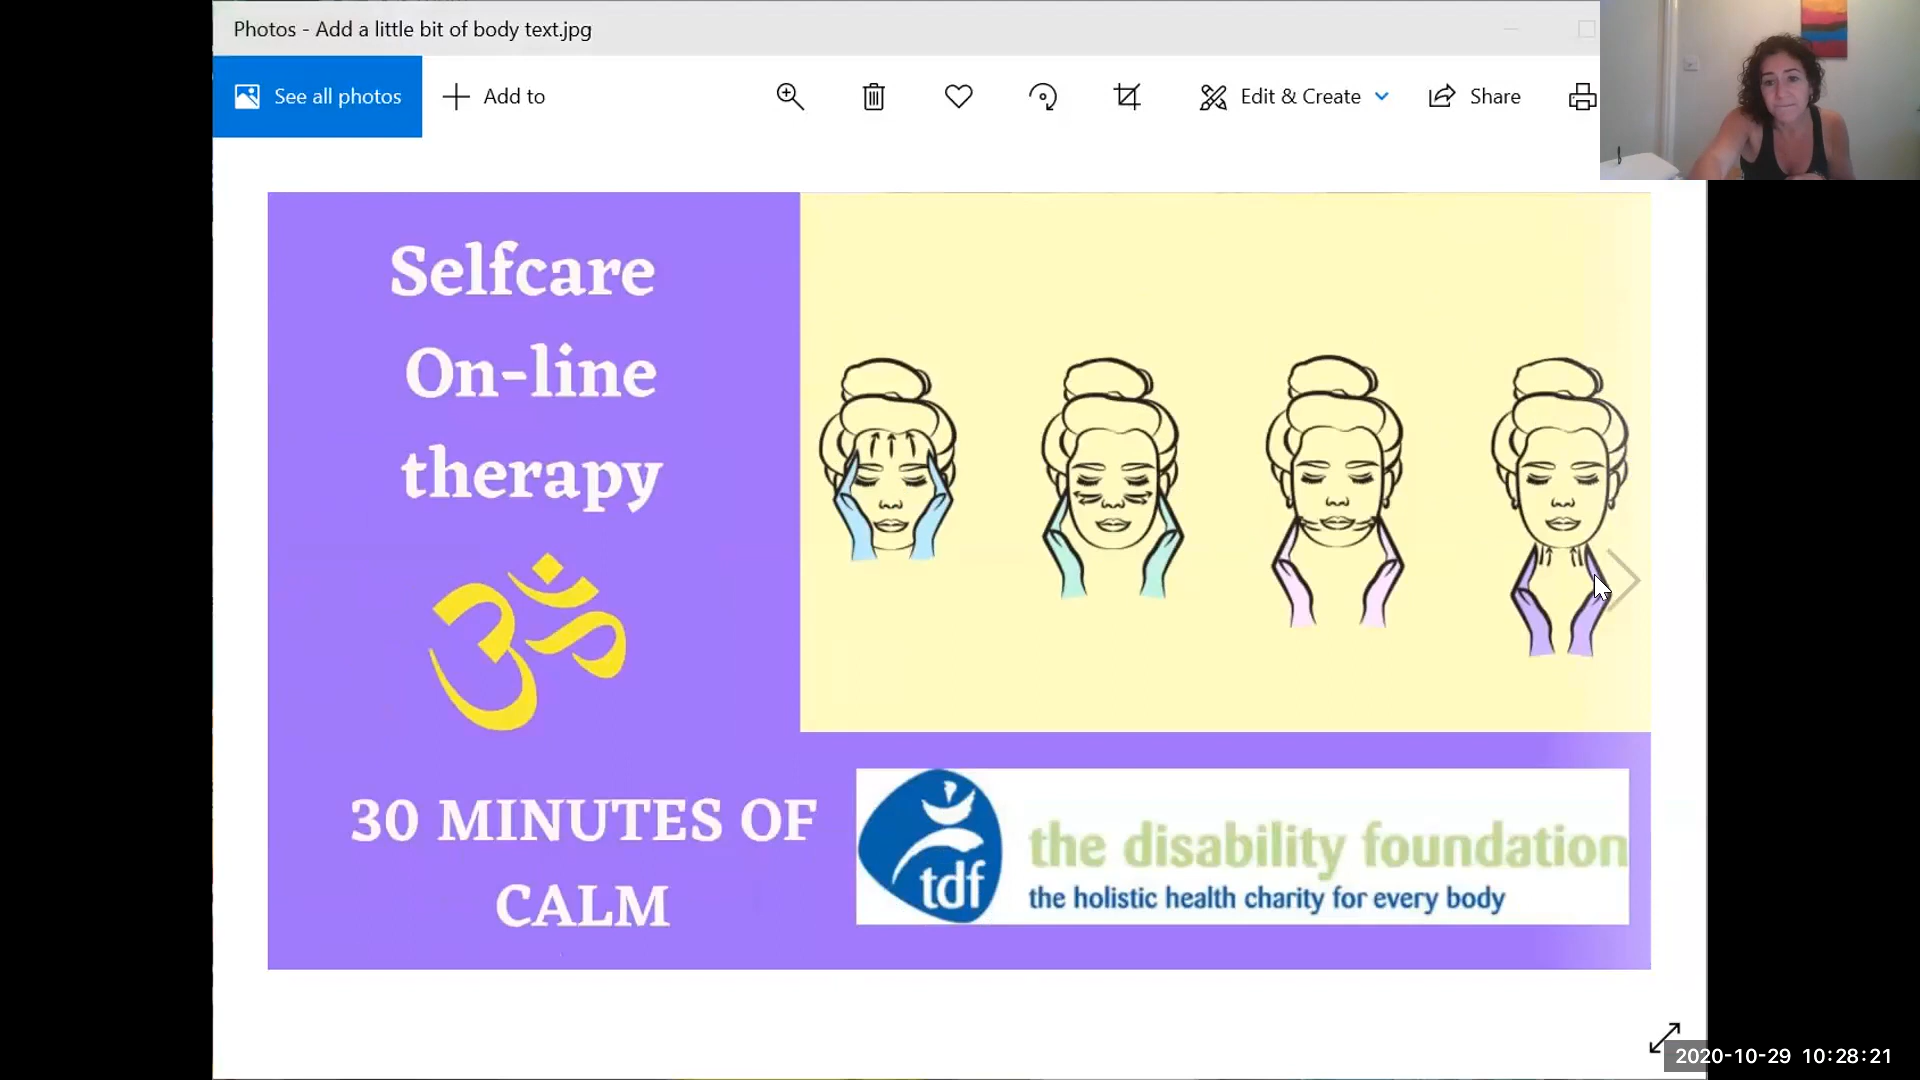 Photos - Add a little bit of body text.jpg
See all photos
Add to
Edit & Create
Share
Selfcare
On-line
therapy
ॐ
30 MINUTES OF
CALM
tdf
the disability foundation
the holistic health charity for every body
2020-10-29 10:28:21